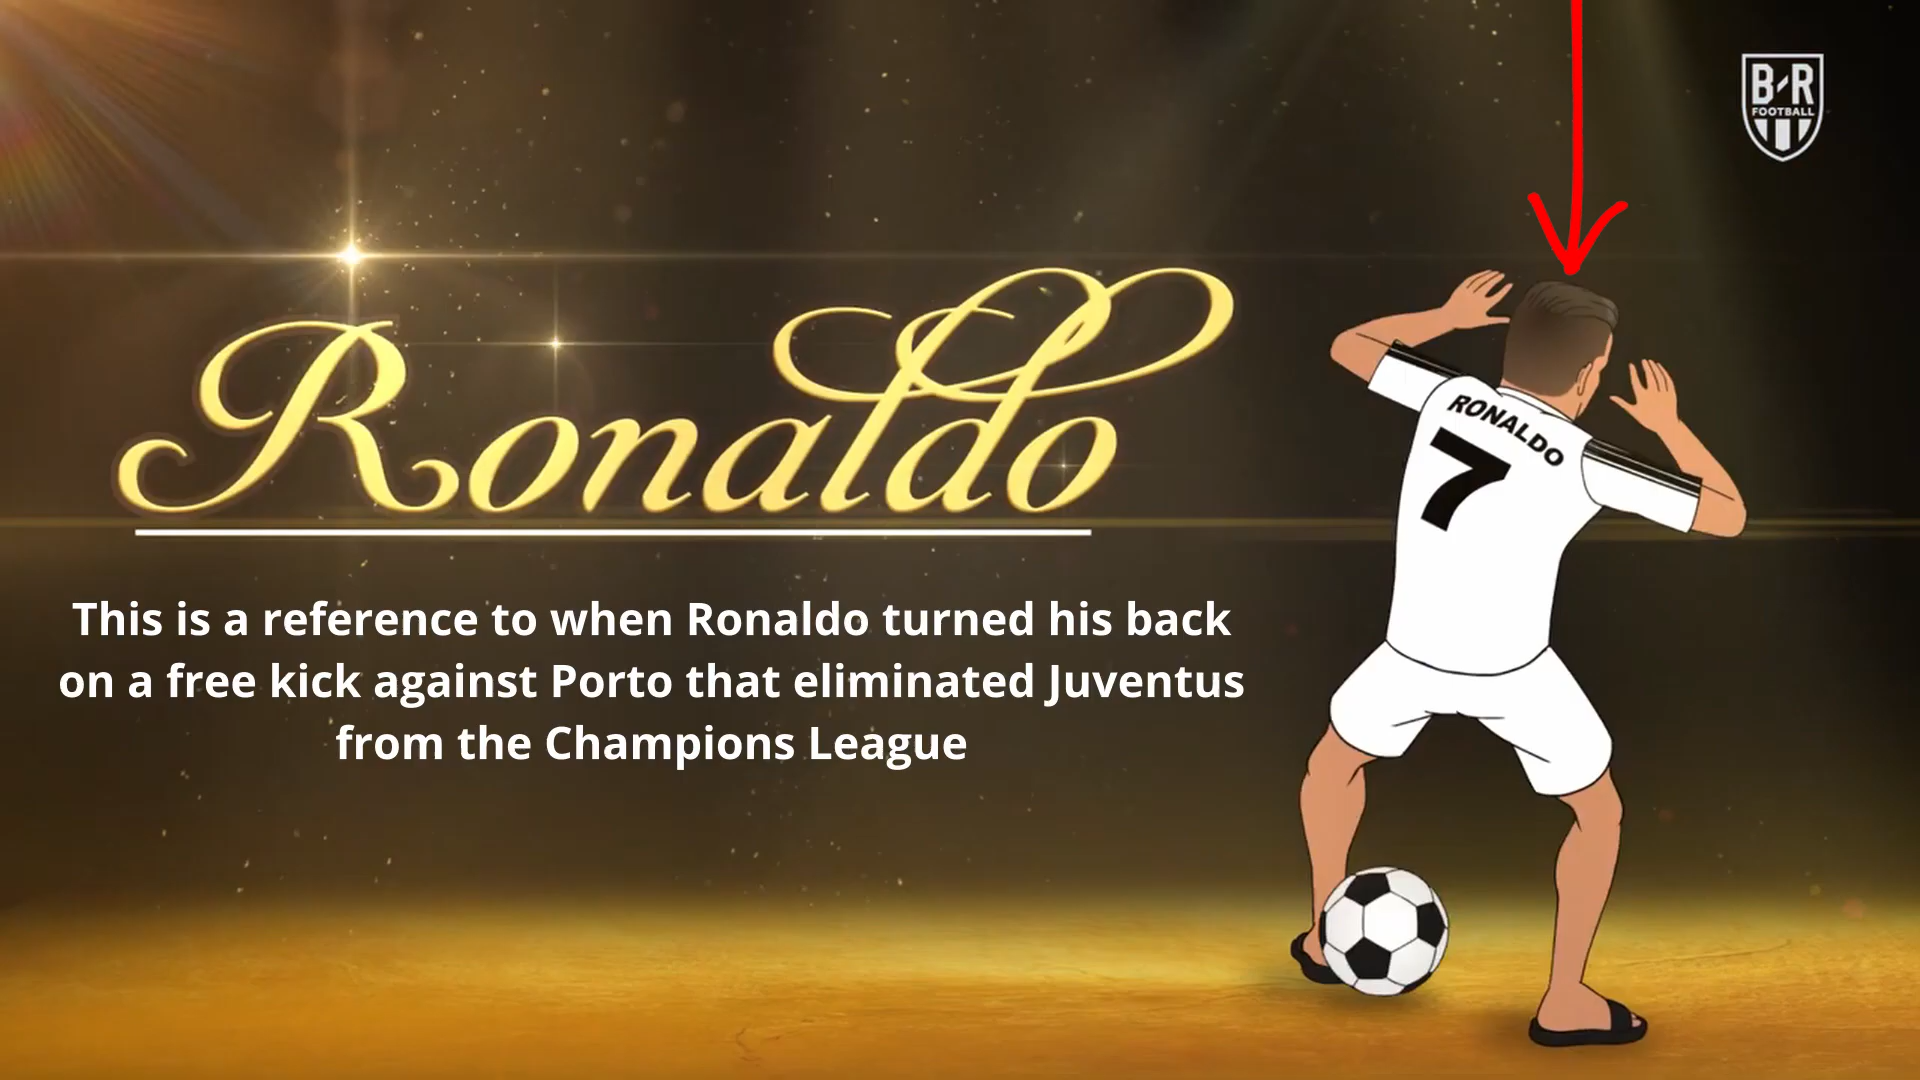 B/R
FOOTBALL
Ronaldo
RONALDO
7
This is a reference to when Ronaldo turned his back
on a free kick against Porto that eliminated Juventus
from the Champions League